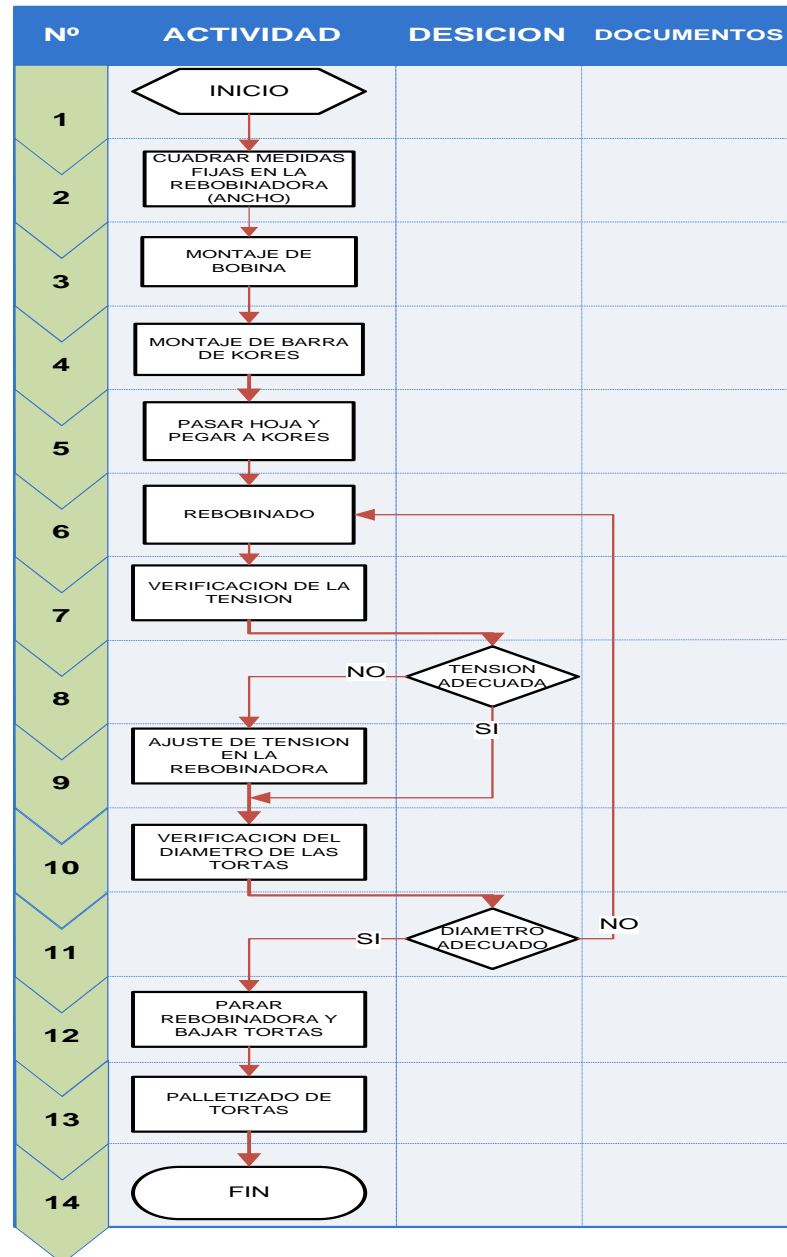 Nº ACTIVIDAD DESICION DOCUMENTOS
1
INICIO
2
CUADRAR MEDIDAS
FIJAS EN LA
REBOBINADORA
(ANCHO)
3
MONTAJE DE
BOBINA
4
MONTAJE DE BARRA
DE KORES
5
PASAR HOJA Y
PEGAR A KORES
6
REBOBINADO
7
VERIFICACION DE LA
TENSION
8
NO
TENSION
ADECUADA
SI
9
AJUSTE DE TENSION
EN LA
REBOBINADORA
10
VERIFICACION DEL
DIAMETRO DE LAS
TORTAS
11
SI
DIAMETRO
ADECUADO
NO
12
PARAR
REBOBINADORA Y
BAJAR TORTAS
13
PALLETIZADO DE
TORTAS
14
FIN